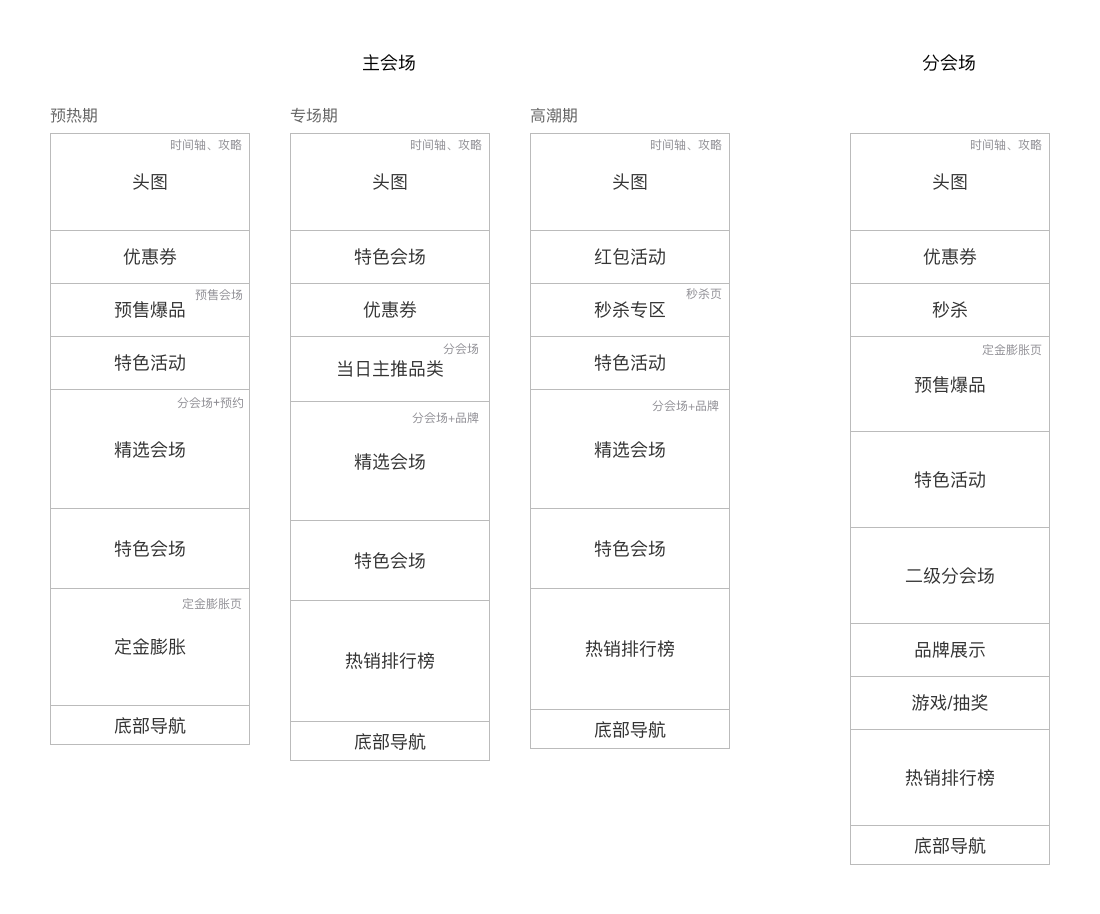 主会场
分会场
预热期
时间轴、攻略
头图
优惠券
预售会场
预售爆品
特色活动
分会场+预约
精选会场
特色会场
定金膨胀页
定金膨胀
底部导航
专场期
时间轴、攻略
头图
特色会场
优惠券
分会场
当日主推品类
分会场+品牌
精选会场
特色会场
热销排行榜
底部导航
高潮期
时间轴、攻略
头图
红包活动
秒杀页
秒杀专区
特色活动
分会场+品牌
精选会场
特色会场
热销排行榜
底部导航
时间轴、攻略
头图
优惠券
秒杀
定金膨胀页
预售爆品
特色活动
二级分会场
品牌展示
游戏/抽奖
热销排行榜
底部导航